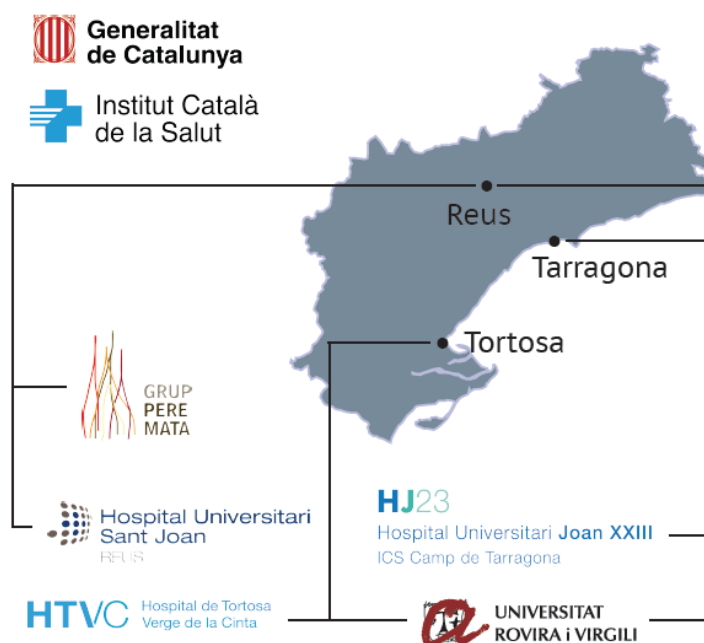 Generalitat
de Catalunya
Institut Català
de la Salut
Reus
Tarragona
Tortosa
GRUP
PERE
MATA
Hospital Universitari
Sant Joan
REUS
HJ23
Hospital Universitari Joan XXIII
ICS Camp de Tarragona
HTVC
Hospital de Tortosa
Verge de la Cinta
UNIVERSITAT
ROVIRA i VIRGILI